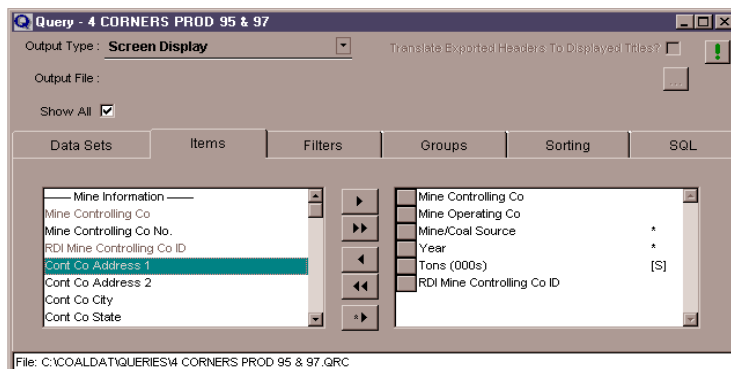 Query - 4 CORNERS PROD 95 & 97
Output Type : Screen Display
Translate Exported Headers To Displayed Titles?
!
Output File :
...
Show All
Data Sets Items Filters Groups Sorting SQL
—— Mine Information ——
Mine Controlling Co
Mine Controlling Co No.
RDI Mine Controlling Co ID
Cont Co Address 1
Cont Co Address 2
Cont Co City
Cont Co State
*
Mine Controlling Co
Mine Operating Co
Mine/Coal Source *
Year *
Tons (000s) [S]
RDI Mine Controlling Co ID
File: C:\COALDAT\QUERIES\4 CORNERS PROD 95 & 97.QRC